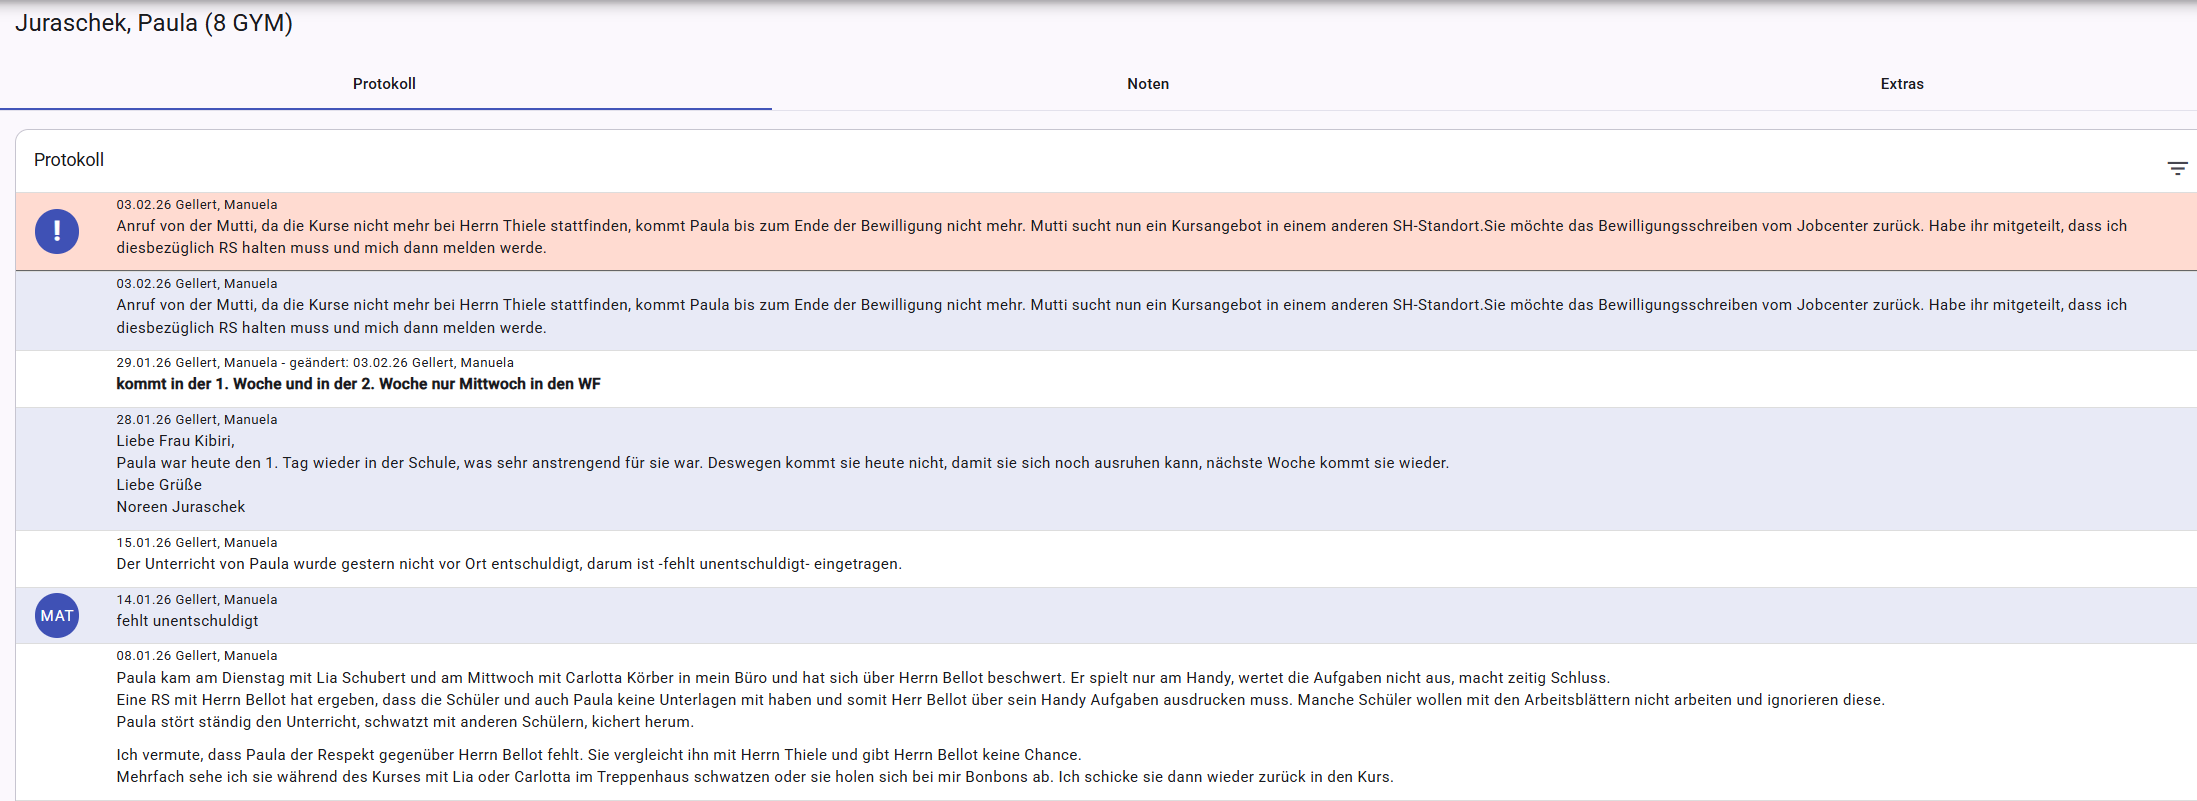 Juraschek, Paula (8 GYM)
Protokoll
Noten
Extras
Protokoll
03.02.26 Gellert, Manuela
!
Anruf von der Mutti, da die Kurse nicht mehr bei Herrn Thiele stattfinden, kommt Paula bis zum Ende der Bewilligung nicht mehr. Mutti sucht nun ein Kursangebot in einem anderen SH-Standort.Sie möchte das Bewilligungsschreiben vom Jobcenter zurück. Habe ihr mitgeteilt, dass ich
diesbezüglich RS halten muss und mich dann melden werde.
03.02.26 Gellert, Manuela
Anruf von der Mutti, da die Kurse nicht mehr bei Herrn Thiele stattfinden, kommt Paula bis zum Ende der Bewilligung nicht mehr. Mutti sucht nun ein Kursangebot in einem anderen SH-Standort.Sie möchte das Bewilligungsschreiben vom Jobcenter zurück. Habe ihr mitgeteilt, dass ich
diesbezüglich RS halten muss und mich dann melden werde.
29.01.26 Gellert, Manuela - geändert: 03.02.26 Gellert, Manuela
kommt in der 1. Woche und in der 2. Woche nur Mittwoch in den WF
28.01.26 Gellert, Manuela
Liebe Frau Kibiri,
Paula war heute den 1. Tag wieder in der Schule, was sehr anstrengend für sie war. Deswegen kommt sie heute nicht, damit sie sich noch ausruhen kann, nächste Woche kommt sie wieder.
Liebe Grüße
Noreen Juraschek
15.01.26 Gellert, Manuela
Der Unterricht von Paula wurde gestern nicht vor Ort entschuldigt, darum ist -fehlt unentschuldigt- eingetragen.
14.01.26 Gellert, Manuela
MAT
fehlt unentschuldigt
08.01.26 Gellert, Manuela
Paula kam am Dienstag mit Lia Schubert und am Mittwoch mit Carlotta Körber in mein Büro und hat sich über Herrn Bellot beschwert. Er spielt nur am Handy, wertet die Aufgaben nicht aus, macht zeitig Schluss.
Eine RS mit Herrn Bellot hat ergeben, dass die Schüler und auch Paula keine Unterlagen mit haben und somit Herr Bellot über sein Handy Aufgaben ausdrucken muss. Manche Schüler wollen mit den Arbeitsblättern nicht arbeiten und ignorieren diese.
Paula stört ständig den Unterricht, schwatzt mit anderen Schülern, kichert herum.
Ich vermute, dass Paula der Respekt gegenüber Herrn Bellot fehlt. Sie vergleicht ihn mit Herrn Thiele und gibt Herrn Bellot keine Chance.
Mehrfach sehe ich sie während des Kurses mit Lia oder Carlotta im Treppenhaus schwatzen oder sie holen sich bei mir Bonbons ab. Ich schicke sie dann wieder zurück in den Kurs.